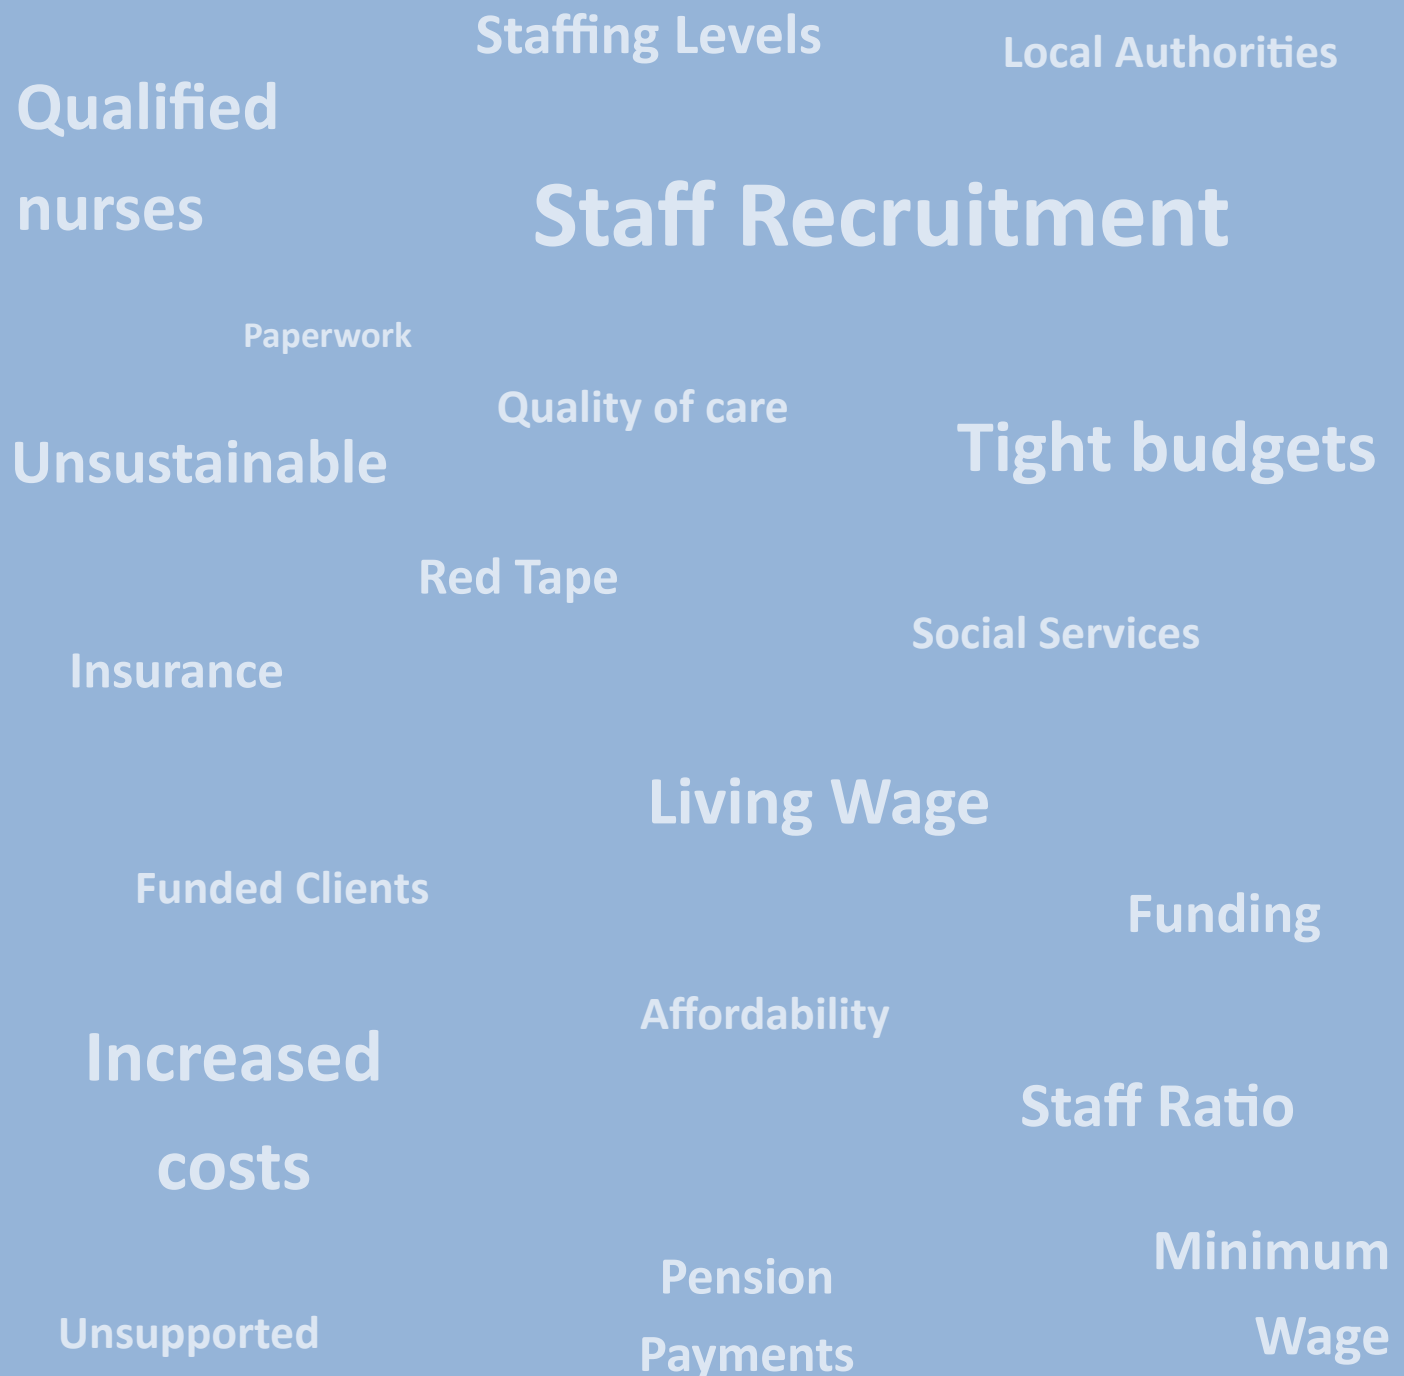 Staffing Levels
Local Authorities
Qualified
nurses
Staff Recruitment
Paperwork
Quality of care
Tight budgets
Unsustainable
Red Tape
Social Services
Insurance
Living Wage
Funded Clients
Funding
Affordability
Increased
costs
Staff Ratio
Minimum
Wage
Pension
Payments
Unsupported